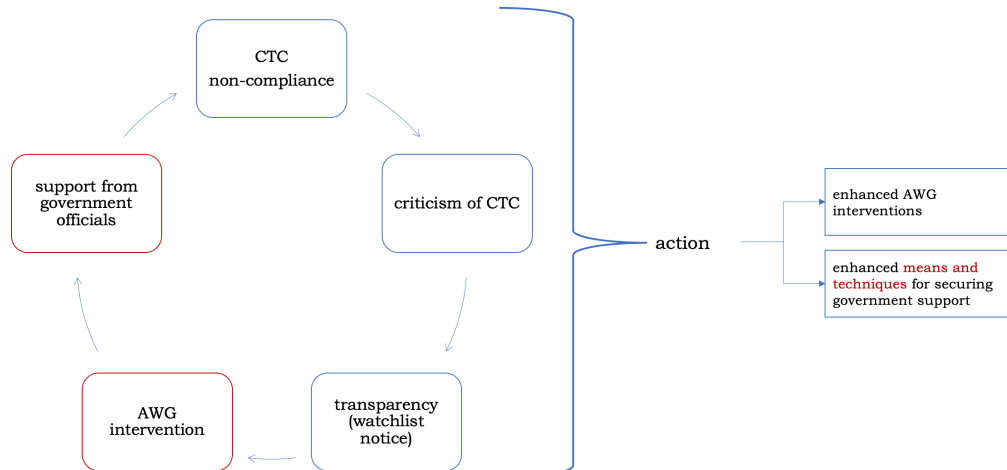 CTC
non-compliance
criticism of CTC
transparency
(watchlist
notice)
AWG
intervention
support from
government
officials
action
enhanced AWG
interventions
enhanced means and
techniques for securing
government support